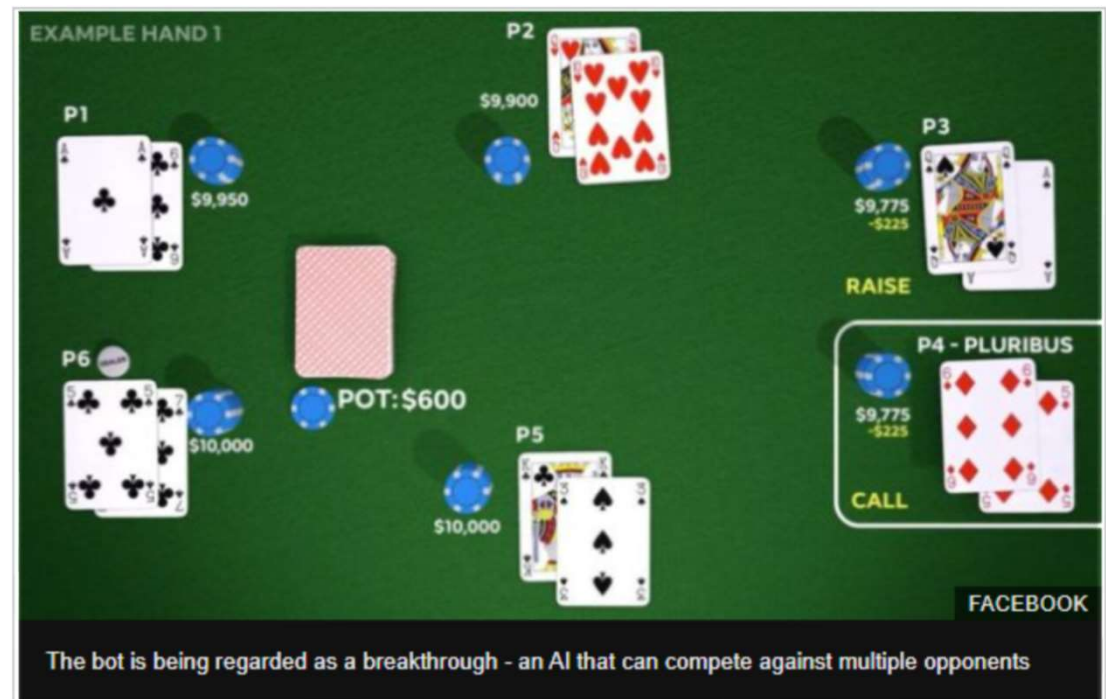 EXAMPLE HAND 1
P2
$9,900
P1
$9,950
P3
$9,775
-$225
RAISE
P6
DEALER
$10,000
POT: $600
P4 - PLURIBUS
$9,775
-$225
CALL
P5
$10,000
FACEBOOK
The bot is being regarded as a breakthrough - an AI that can compete against multiple opponents